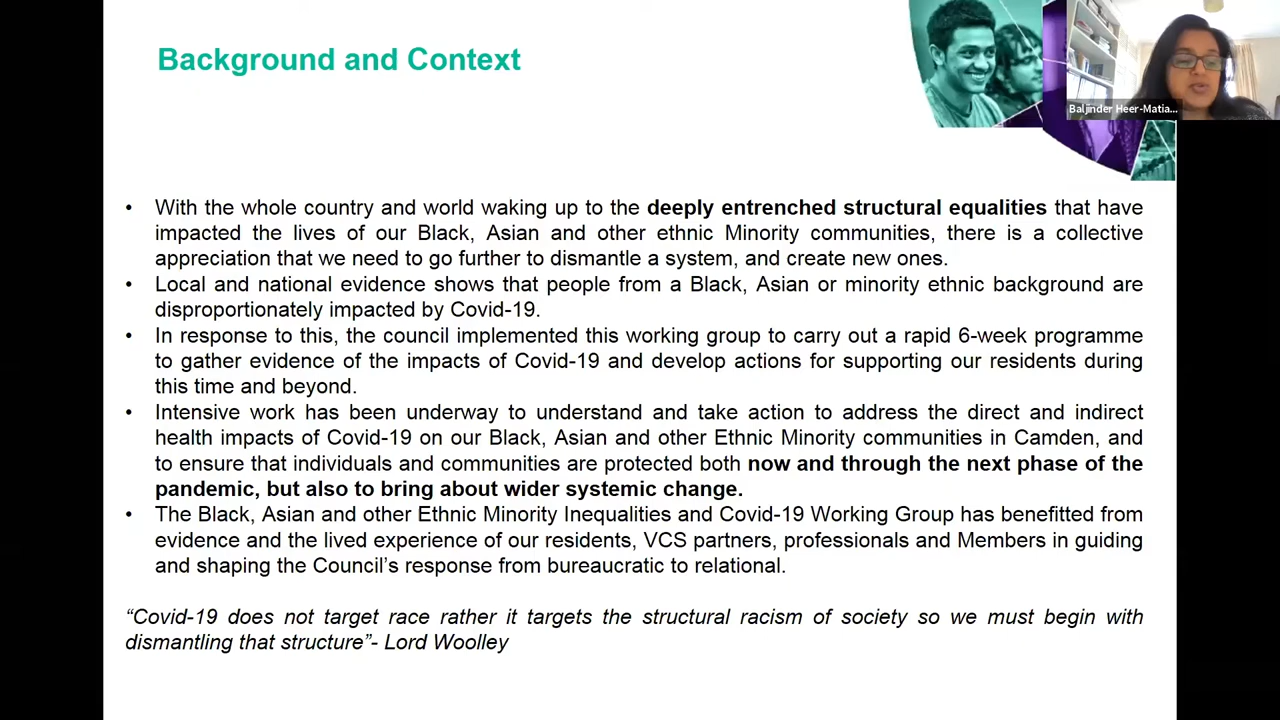 Background and Context
Baljinder Heer-Matia...
• With the whole country and world waking up to the deeply entrenched structural equalities that have
impacted the lives of our Black, Asian and other ethnic Minority communities, there is a collective
appreciation that we need to go further to dismantle a system, and create new ones.
• Local and national evidence shows that people from a Black, Asian or minority ethnic background are
disproportionately impacted by Covid-19.
• In response to this, the council implemented this working group to carry out a rapid 6-week programme
to gather evidence of the impacts of Covid-19 and develop actions for supporting our residents during
this time and beyond.
• Intensive work has been underway to understand and take action to address the direct and indirect
health impacts of Covid-19 on our Black, Asian and other Ethnic Minority communities in Camden, and
to ensure that individuals and communities are protected both now and through the next phase of the
pandemic, but also to bring about wider systemic change.
• The Black, Asian and other Ethnic Minority Inequalities and Covid-19 Working Group has benefitted from
evidence and the lived experience of our residents, VCS partners, professionals and Members in guiding
and shaping the Council’s response from bureaucratic to relational.
“Covid-19 does not target race rather it targets the structural racism of society so we must begin with
dismantling that structure”- Lord Woolley